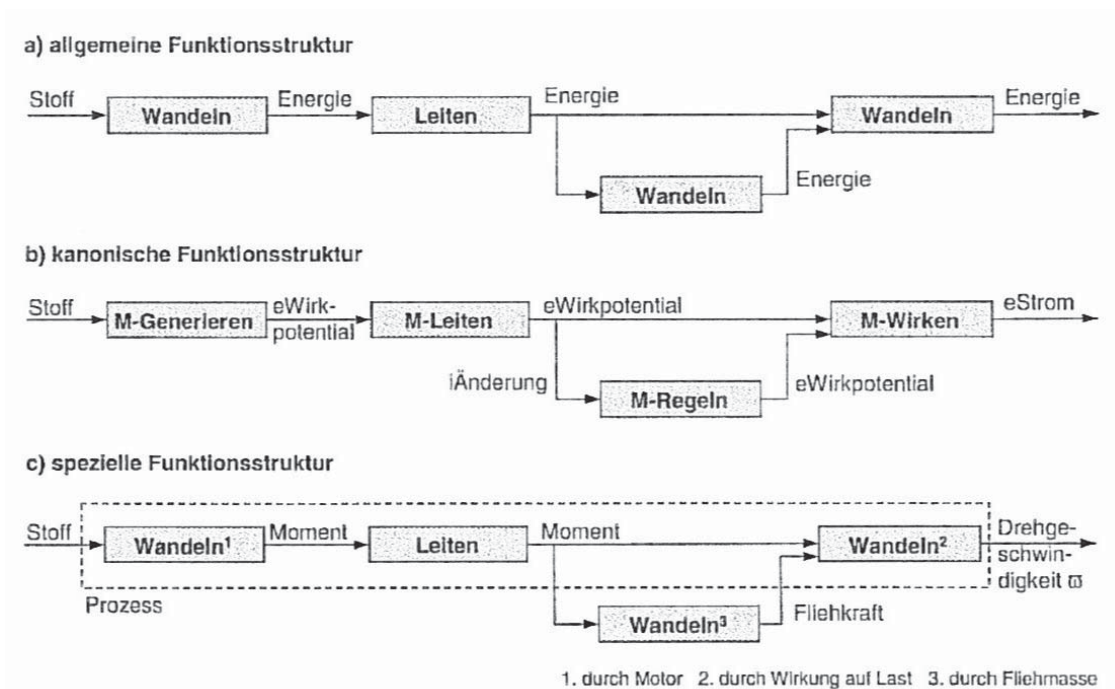 a) allgemeine Funktionsstruktur
Stoff
Wandeln
Energie
Leiten
Energie
Wandeln
Energie
Wandeln
Energie
b) kanonische Funktionsstruktur
Stoff
M-Generieren
eWirk-
potential
M-Leiten
eWirkpotential
M-Wirken
eStrom
iÄnderung
M-Regeln
eWirkpotential
c) spezielle Funktionsstruktur
Stoff
Wandeln¹
Moment
Leiten
Moment
Wandeln²
Drehge-
schwin-
digkeit ϖ
Prozess
Wandeln³
Fliehkraft
1. durch Motor 2. durch Wirkung auf Last 3. durch Fliehmasse